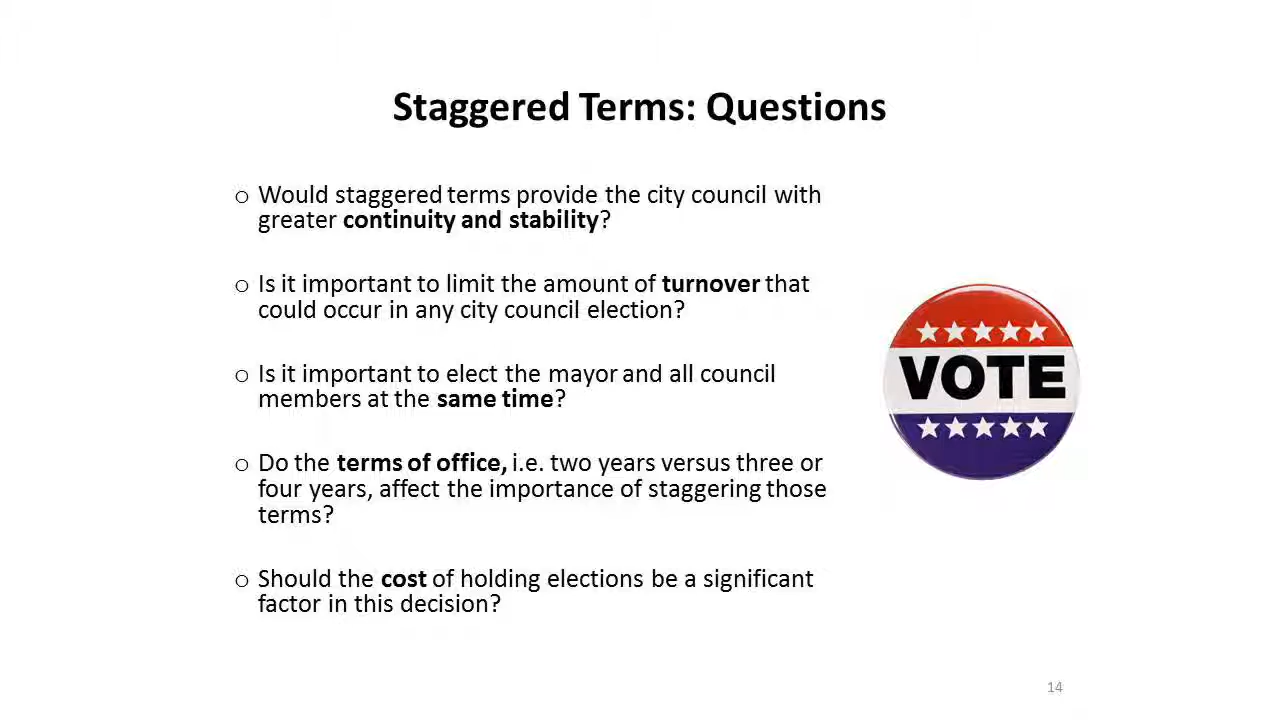 Staggered Terms: Questions
o Would staggered terms provide the city council with
greater continuity and stability?
o Is it important to limit the amount of turnover that
could occur in any city council election?
o Is it important to elect the mayor and all council
members at the same time?
o Do the terms of office, i.e. two years versus three or
four years, affect the importance of staggering those
terms?
o Should the cost of holding elections be a significant
factor in this decision?
VOTE
14